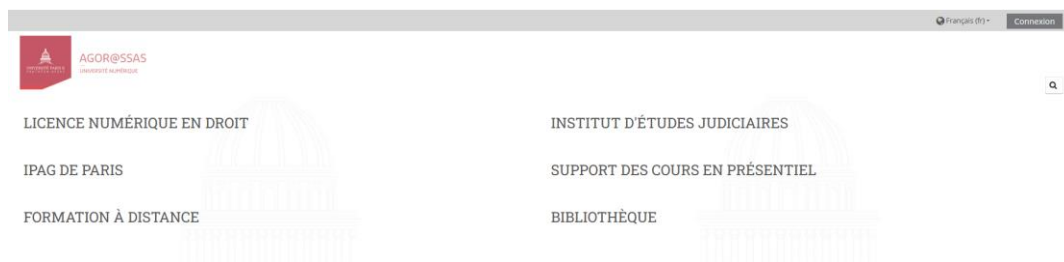 Français (fr)
Connexion
AGOR@SSAS
UNIVERSITÉ NUMÉRIQUE
LICENCE NUMÉRIQUE EN DROIT
INSTITUT D'ÉTUDES JUDICIAIRES
IPAG DE PARIS
SUPPORT DES COURS EN PRÉSENTIEL
FORMATION À DISTANCE
BIBLIOTHÈQUE